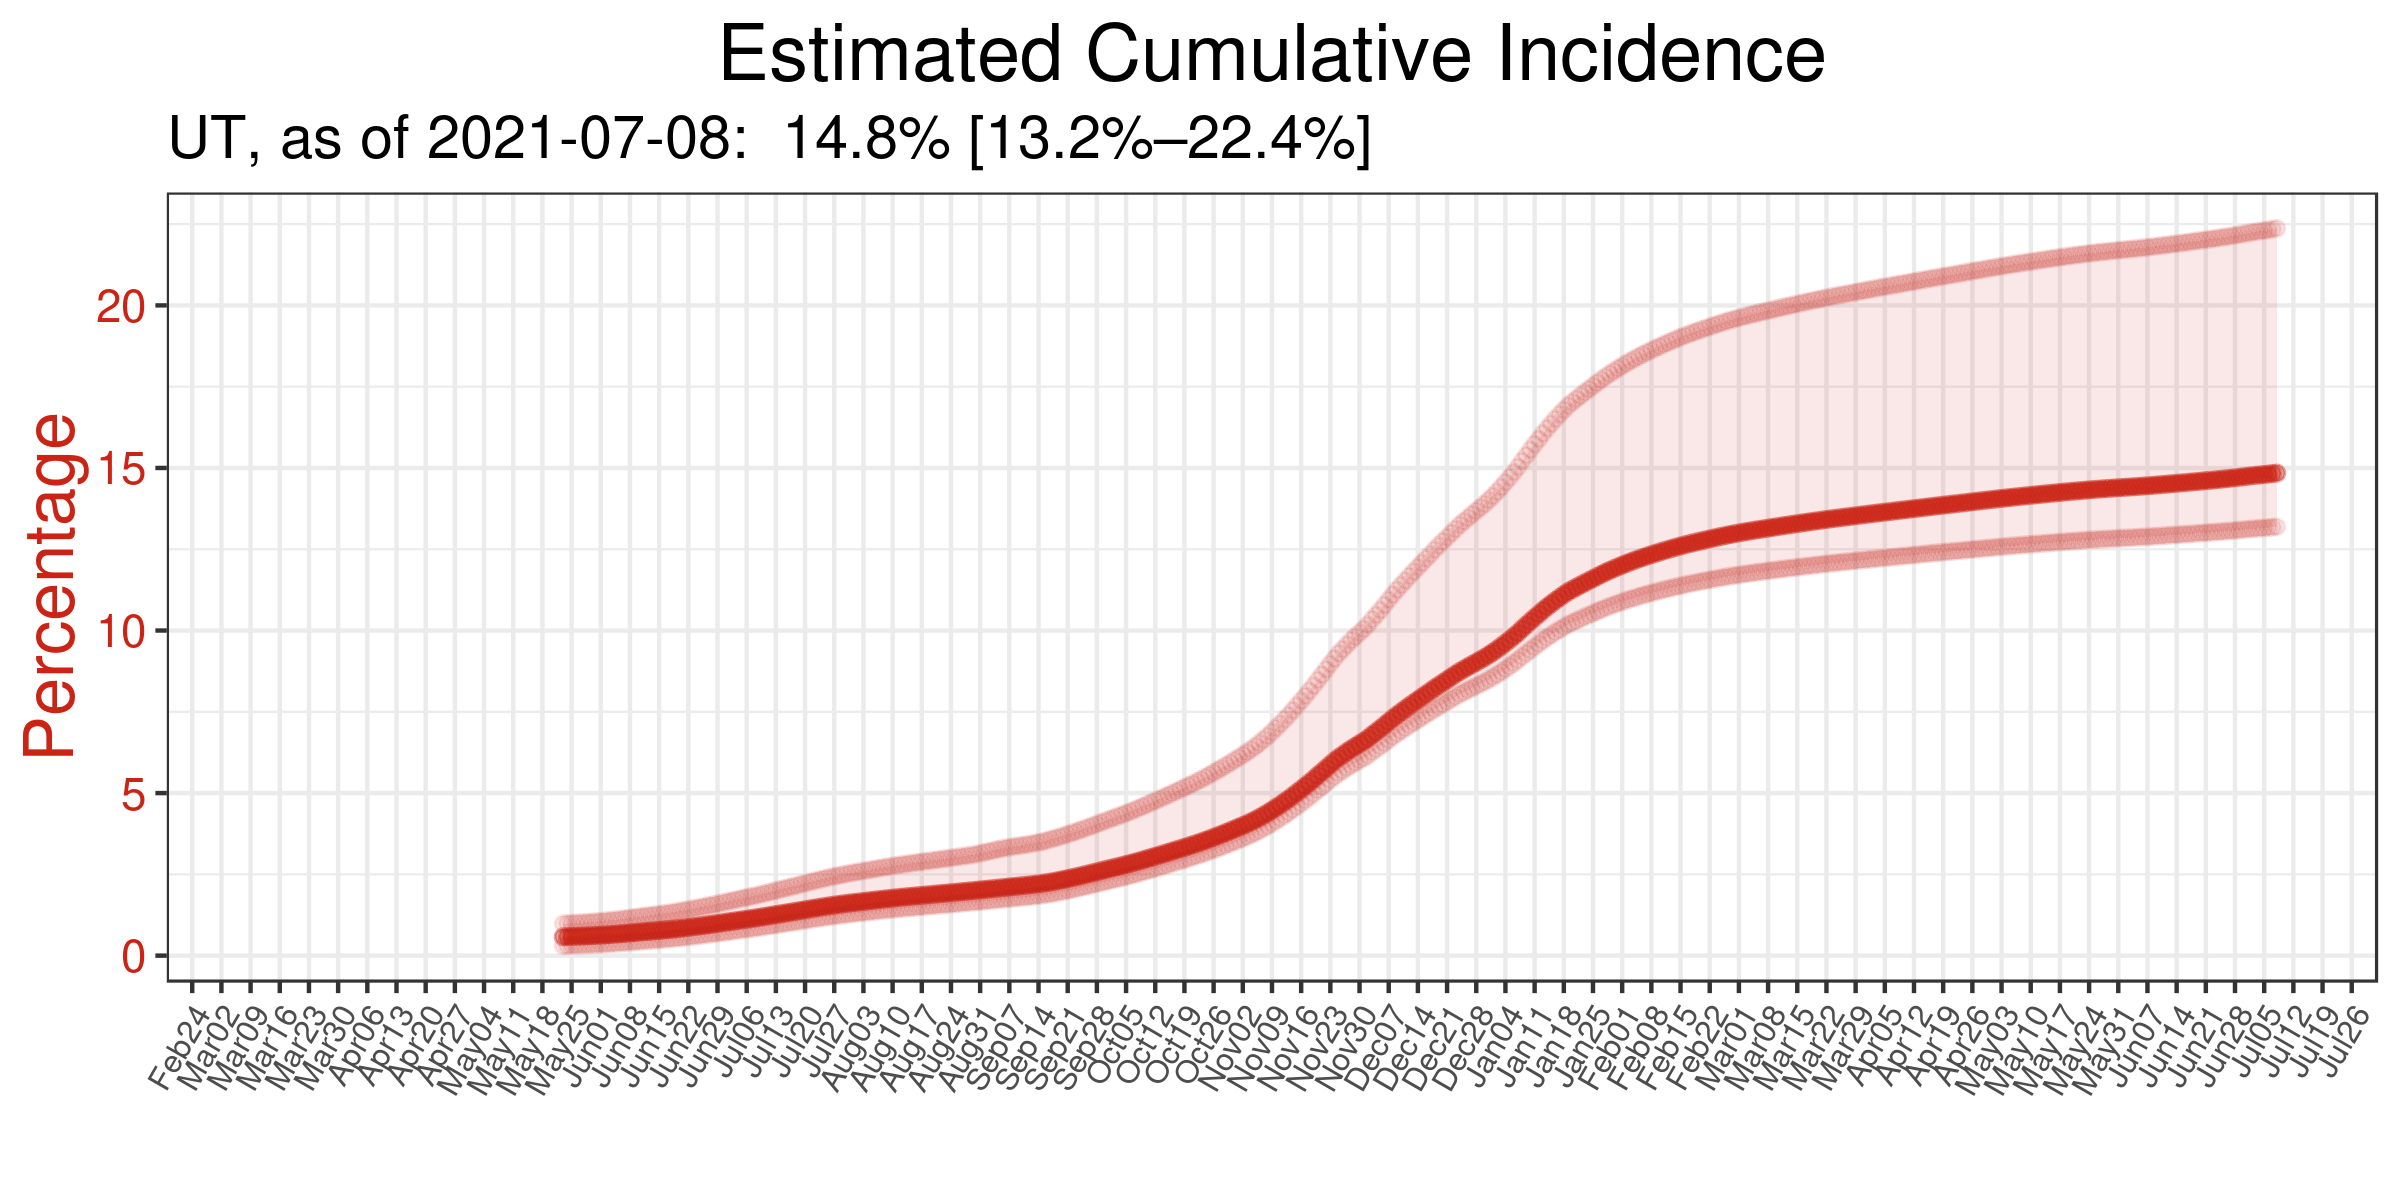 Estimated Cumulative Incidence
UT, as of 2021-07-08:  14.8% [13.2%–22.4%]
Percentage
20
15
10
5
0
Feb24
Mar02
Mar09
Mar16
Mar23
Mar30
Apr06
Apr13
Apr20
Apr27
May04
May11
May18
May25
Jun01
Jun08
Jun15
Jun22
Jun29
Jul06
Jul13
Jul20
Jul27
Aug03
Aug10
Aug17
Aug24
Aug31
Sep07
Sep14
Sep21
Sep28
Oct05
Oct12
Oct19
Oct26
Nov02
Nov09
Nov16
Nov23
Nov30
Dec07
Dec14
Dec21
Dec28
Jan04
Jan11
Jan18
Jan25
Feb01
Feb08
Feb15
Feb22
Mar01
Mar08
Mar15
Mar22
Mar29
Apr05
Apr12
Apr19
Apr26
May03
May10
May17
May24
May31
Jun07
Jun14
Jun21
Jun28
Jul05
Jul12
Jul19
Jul26